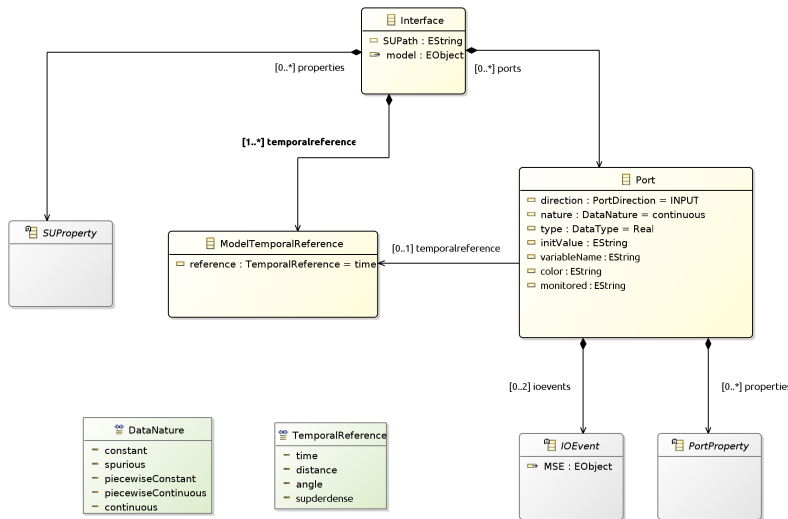 Interface
SUPath : EString
model : EObject
[0..*] properties
[0..*] ports
[1..*] temporalreference
Port
direction : PortDirection = INPUT
nature : DataNature = continuous
type : DataType = Real
initValue : EString
variableName : EString
color : EString
monitored : EString
SUProperty
ModelTemporalReference
reference : TemporalReference = time
[0..1] temporalreference
[0..2] ioevents
[0..*] properties
DataNature
constant
spurious
piecewiseConstant
piecewiseContinuous
continuous
TemporalReference
time
distance
angle
supderdense
IOEvent
MSE : EObject
PortProperty